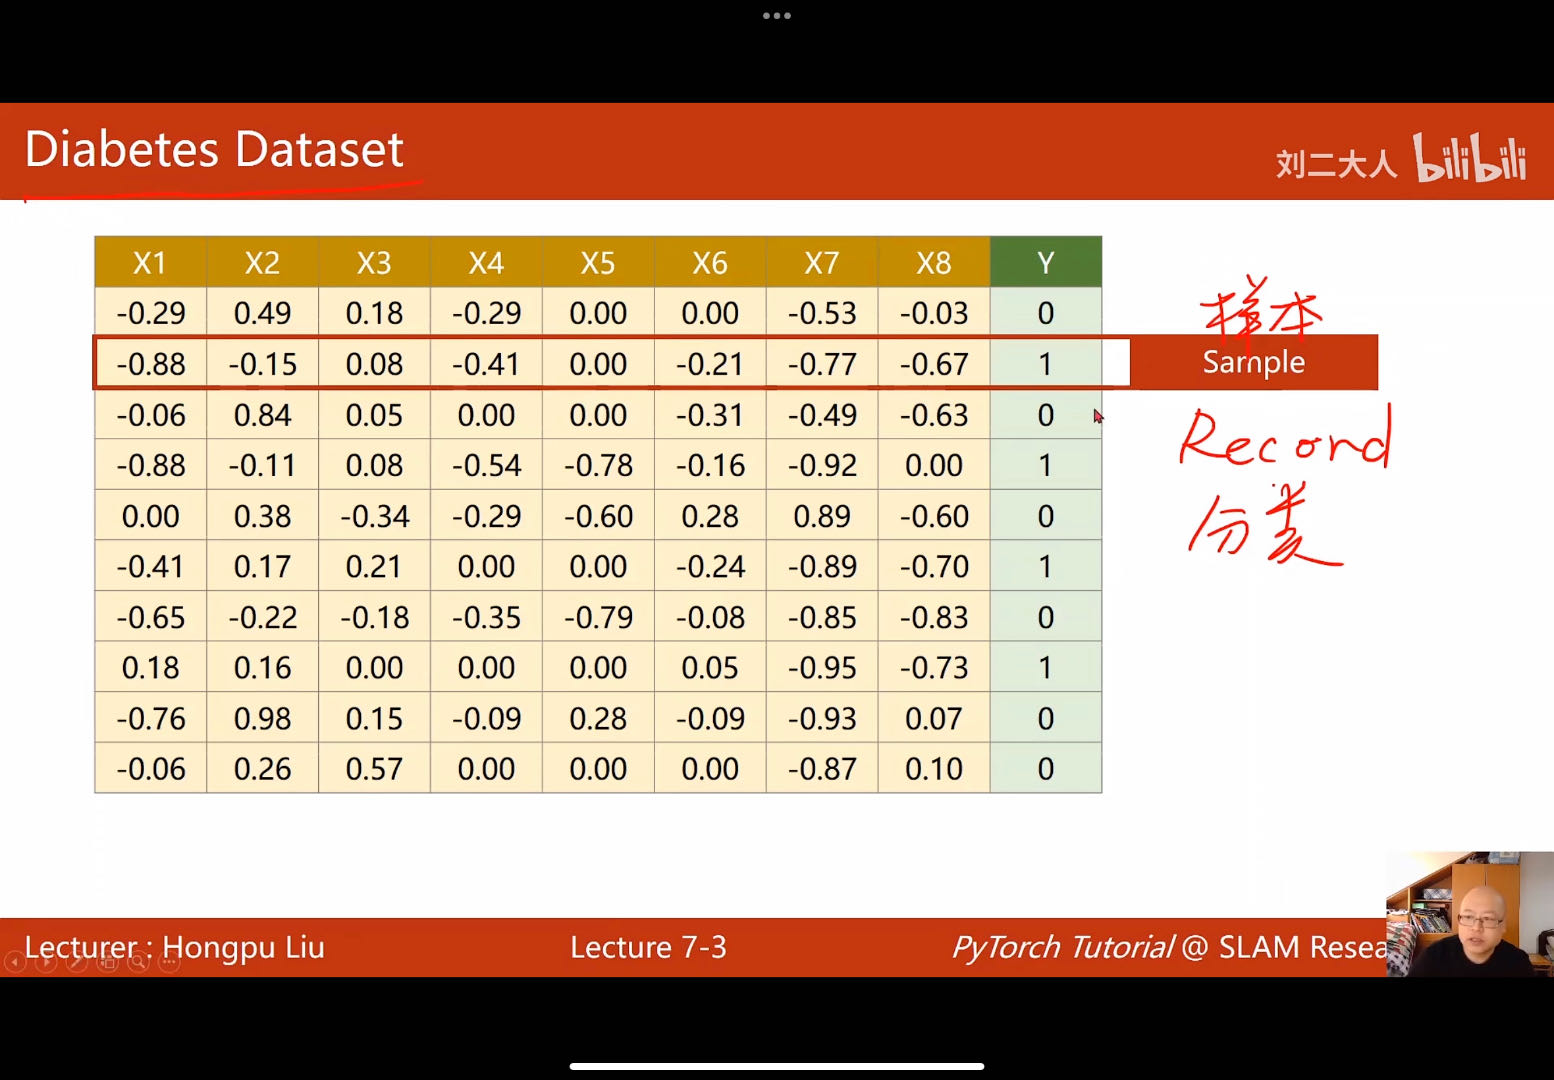 Diabetes Dataset
刘二大人 bilibili
X1 X2 X3 X4 X5 X6 X7 X8 Y
-0.29 0.49 0.18 -0.29 0.00 0.00 -0.53 -0.03 0
样本
-0.88 -0.15 0.08 -0.41 0.00 -0.21 -0.77 -0.67 1 Sample
-0.06 0.84 0.05 0.00 0.00 -0.31 -0.49 -0.63 0
Record
-0.88 -0.11 0.08 -0.54 -0.78 -0.16 -0.92 0.00 1
0.00 0.38 -0.34 -0.29 -0.60 0.28 0.89 -0.60 0
分类
-0.41 0.17 0.21 0.00 0.00 -0.24 -0.89 -0.70 1
-0.65 -0.22 -0.18 -0.35 -0.79 -0.08 -0.85 -0.83 0
0.18 0.16 0.00 0.00 0.00 0.05 -0.95 -0.73 1
-0.76 0.98 0.15 -0.09 0.28 -0.09 -0.93 0.07 0
-0.06 0.26 0.57 0.00 0.00 0.00 -0.87 0.10 0
Lecturer : Hongpu Liu
Lecture 7-3
PyTorch Tutorial @ SLAM Resea